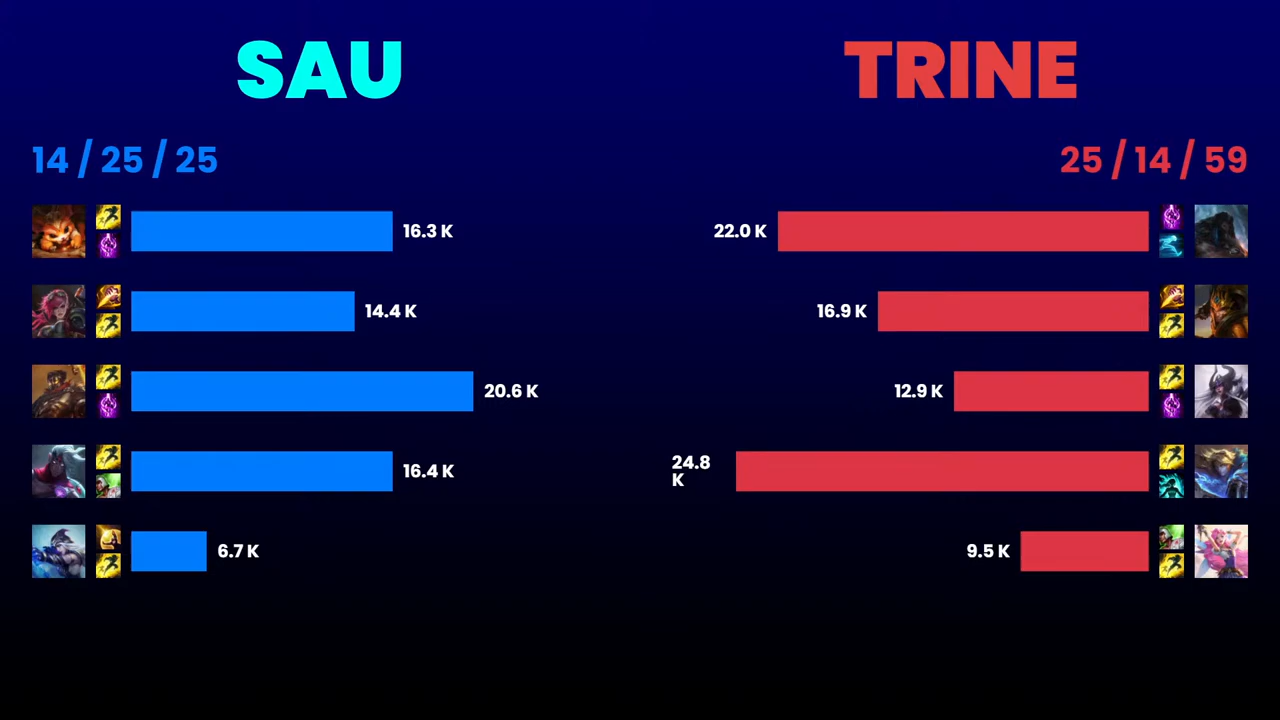 SAU
TRINE
14 / 25 / 25
25 / 14 / 59
16.3 K
22.0 K
14.4 K
16.9 K
20.6 K
12.9 K
16.4 K
24.8
K
6.7 K
9.5 K